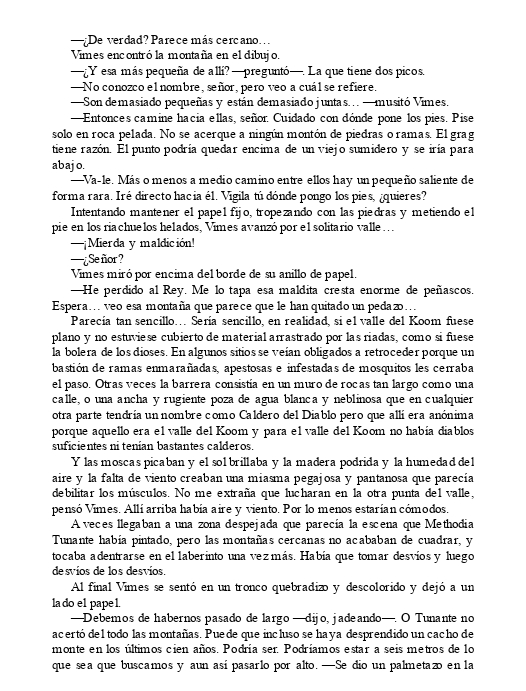 —¿De verdad? Parece más cercano…
Vimes encontró la montaña en el dibujo.
—¿Y esa más pequeña de allí? —preguntó—. La que tiene dos picos.
—No conozco el nombre, señor, pero veo a cuál se refiere.
—Son demasiado pequeñas y están demasiado juntas… —musitó Vimes.
—Entonces camine hacia ellas, señor. Cuidado con dónde pone los pies. Pise
solo en roca pelada. No se acerque a ningún montón de piedras o ramas. El grag
tiene razón. El punto podría quedar encima de un viejo sumidero y se iría para
abajo.
—Va-le. Más o menos a medio camino entre ellos hay un pequeño saliente de
forma rara. Iré directo hacia él. Vigila tú dónde pongo los pies, ¿quieres?
Intentando mantener el papel fijo, tropezando con las piedras y metiendo el
pie en los riachuelos helados, Vimes avanzó por el solitario valle…
—¡Mierda y maldición!
—¿Señor?
Vimes miró por encima del borde de su anillo de papel.
—He perdido al Rey. Me lo tapa esa maldita cresta enorme de peñascos.
Espera… veo esa montaña que parece que le han quitado un pedazo…
Parecía tan sencillo… Sería sencillo, en realidad, si el valle del Koom fuese
plano y no estuviese cubierto de material arrastrado por las riadas, como si fuese
la bolera de los dioses. En algunos sitios se veían obligados a retroceder porque un
bastión de ramas enmarañadas, apestosas e infestadas de mosquitos les cerraba
el paso. Otras veces la barrera consistía en un muro de rocas tan largo como una
calle, o una ancha y rugiente poza de agua blanca y neblinosa que en cualquier
otra parte tendría un nombre como Caldero del Diablo pero que allí era anónima
porque aquello era el valle del Koom y para el valle del Koom no había diablos
suficientes ni tenían bastantes calderos.
Y las moscas picaban y el sol brillaba y la madera podrida y la humedad del
aire y la falta de viento creaban una miasma pegajosa y pantanosa que parecía
debilitar los músculos. No me extraña que lucharan en la otra punta del valle,
pensó Vimes. Allí arriba había aire y viento. Por lo menos estarían cómodos.
A veces llegaban a una zona despejada que parecía la escena que Methodia
Tunante había pintado, pero las montañas cercanas no acababan de cuadrar, y
tocaba adentrarse en el laberinto una vez más. Había que tomar desvíos y luego
desvíos de los desvíos.
Al final Vimes se sentó en un tronco quebradizo y descolorido y dejó a un
lado el papel.
—Debemos de habernos pasado de largo —dijo, jadeando—. O Tunante no
acertó del todo las montañas. Puede que incluso se haya desprendido un cacho de
monte en los últimos cien años. Podría ser. Podríamos estar a seis metros de lo
que sea que buscamos y aun así pasarlo por alto. —Se dio un palmetazo en la